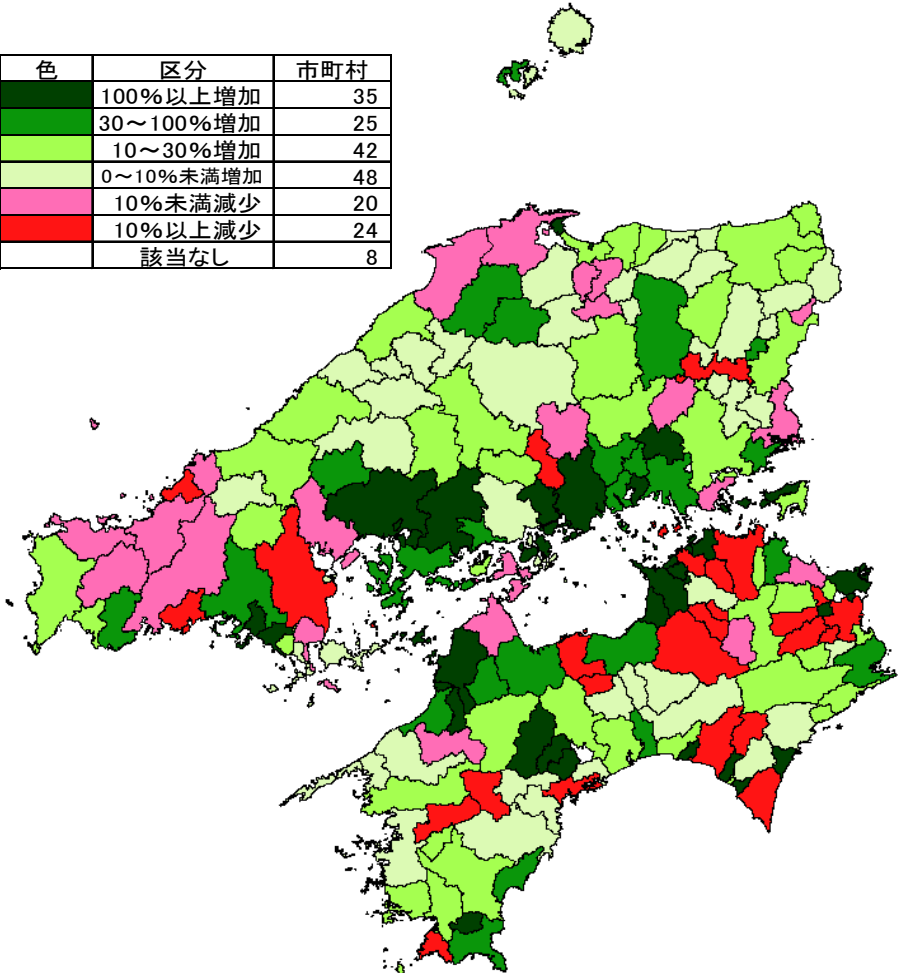 色 区分 市町村
100%以上増加 35
30～100%増加 25
10～30%増加 42
0～10%未満増加 48
10%未満減少 20
10%以上減少 24
該当なし 8